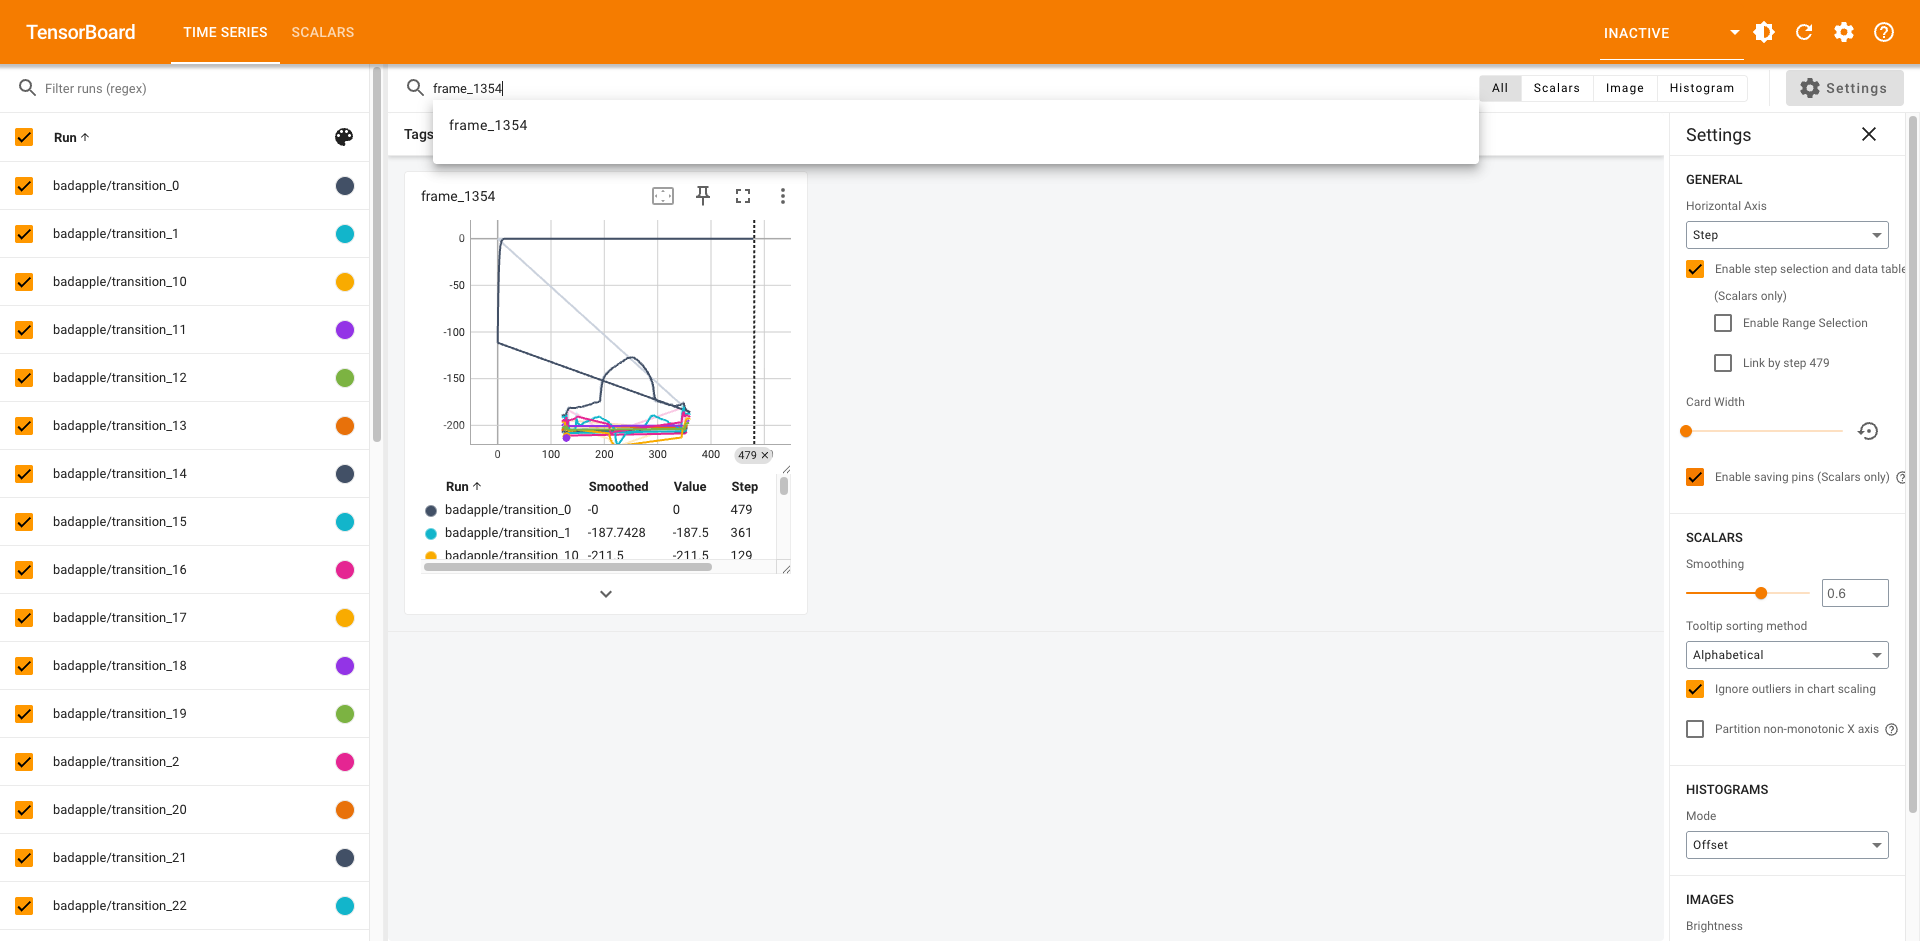 TensorBoard
TIME SERIES
SCALARS
INACTIVE
Filter runs (regex)
Run
badapple/transition_0
badapple/transition_1
badapple/transition_10
badapple/transition_11
badapple/transition_12
badapple/transition_13
badapple/transition_14
badapple/transition_15
badapple/transition_16
badapple/transition_17
badapple/transition_18
badapple/transition_19
badapple/transition_2
badapple/transition_20
badapple/transition_21
badapple/transition_22
frame_1354
All
Scalars
Image
Histogram
Settings
frame_1354
Tags
frame_1354
0
-50
-100
-150
-200
0 100 200 300 400 479
Run Smoothed Value Step
badapple/transition_0 -0 0 479
badapple/transition_1 -187.7428 -187.5 361
badapple/transition_10 -211.5 -211.5 129
Settings
GENERAL
Horizontal Axis
Step
Enable step selection and data table
(Scalars only)
Enable Range Selection
Link by step 479
Card Width
Enable saving pins (Scalars only)
SCALARS
Smoothing
0.6
Tooltip sorting method
Alphabetical
Ignore outliers in chart scaling
Partition non-monotonic X axis
HISTOGRAMS
Mode
Offset
IMAGES
Brightness